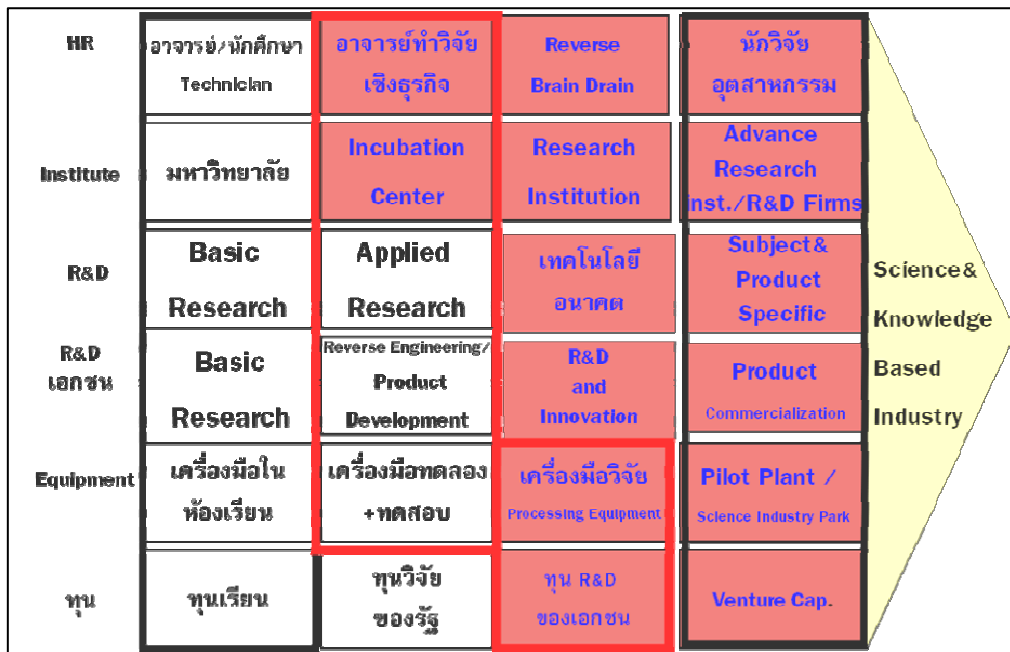 HR
อาจารย์/นักศึกษา
Technician
อาจารย์ทำวิจัย
เชิงธุรกิจ
Reverse
Brain Drain
นักวิจัย
อุตสาหกรรม
Institute
มหาวิทยาลัย
Incubation
Center
Research
Institution
Advance
Research
inst./R&D Firms
R&D
Basic
Research
Applied
Research
เทคโนโลยี
อนาคต
Subject&
Product
Specific
R&D
เอกชน
Basic
Research
Reverse Engineering/
Product
Development
R&D
and
Innovation
Product
Commercialization
Equipment
เครื่องมือใน
ห้องเรียน
เครื่องมือทดลอง
+ทดสอบ
เครื่องมือวิจัย
Processing Equipment
Pilot Plant /
Science Industry Park
ทุน
ทุนเรียน
ทุนวิจัย
ของรัฐ
ทุน R&D
ของเอกชน
Venture Cap.
Science&
Knowledge
Based
Industry